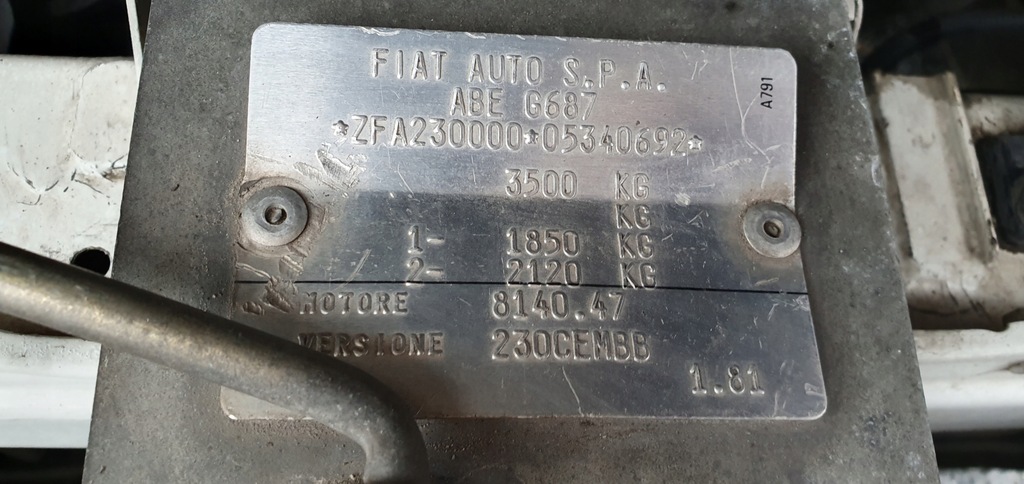 FIAT AUTO S.P.A.
ABE G687
*ZFA230000*05340692*
3500 KG
KG
1- 1850 KG
2- 2120 KG
MOTORE 8140.47
VERSIONE 230CEMBB
1.81
A791